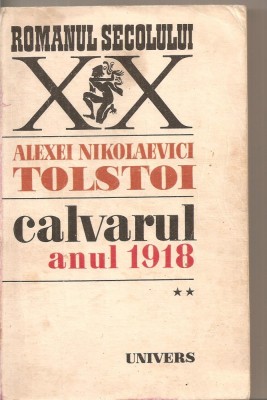 ROMANUL SECOLULUI
XX
ALEXEI NIKOLAEVICI
TOLSTOI
calvarul
anul 1918
**
UNIVERS